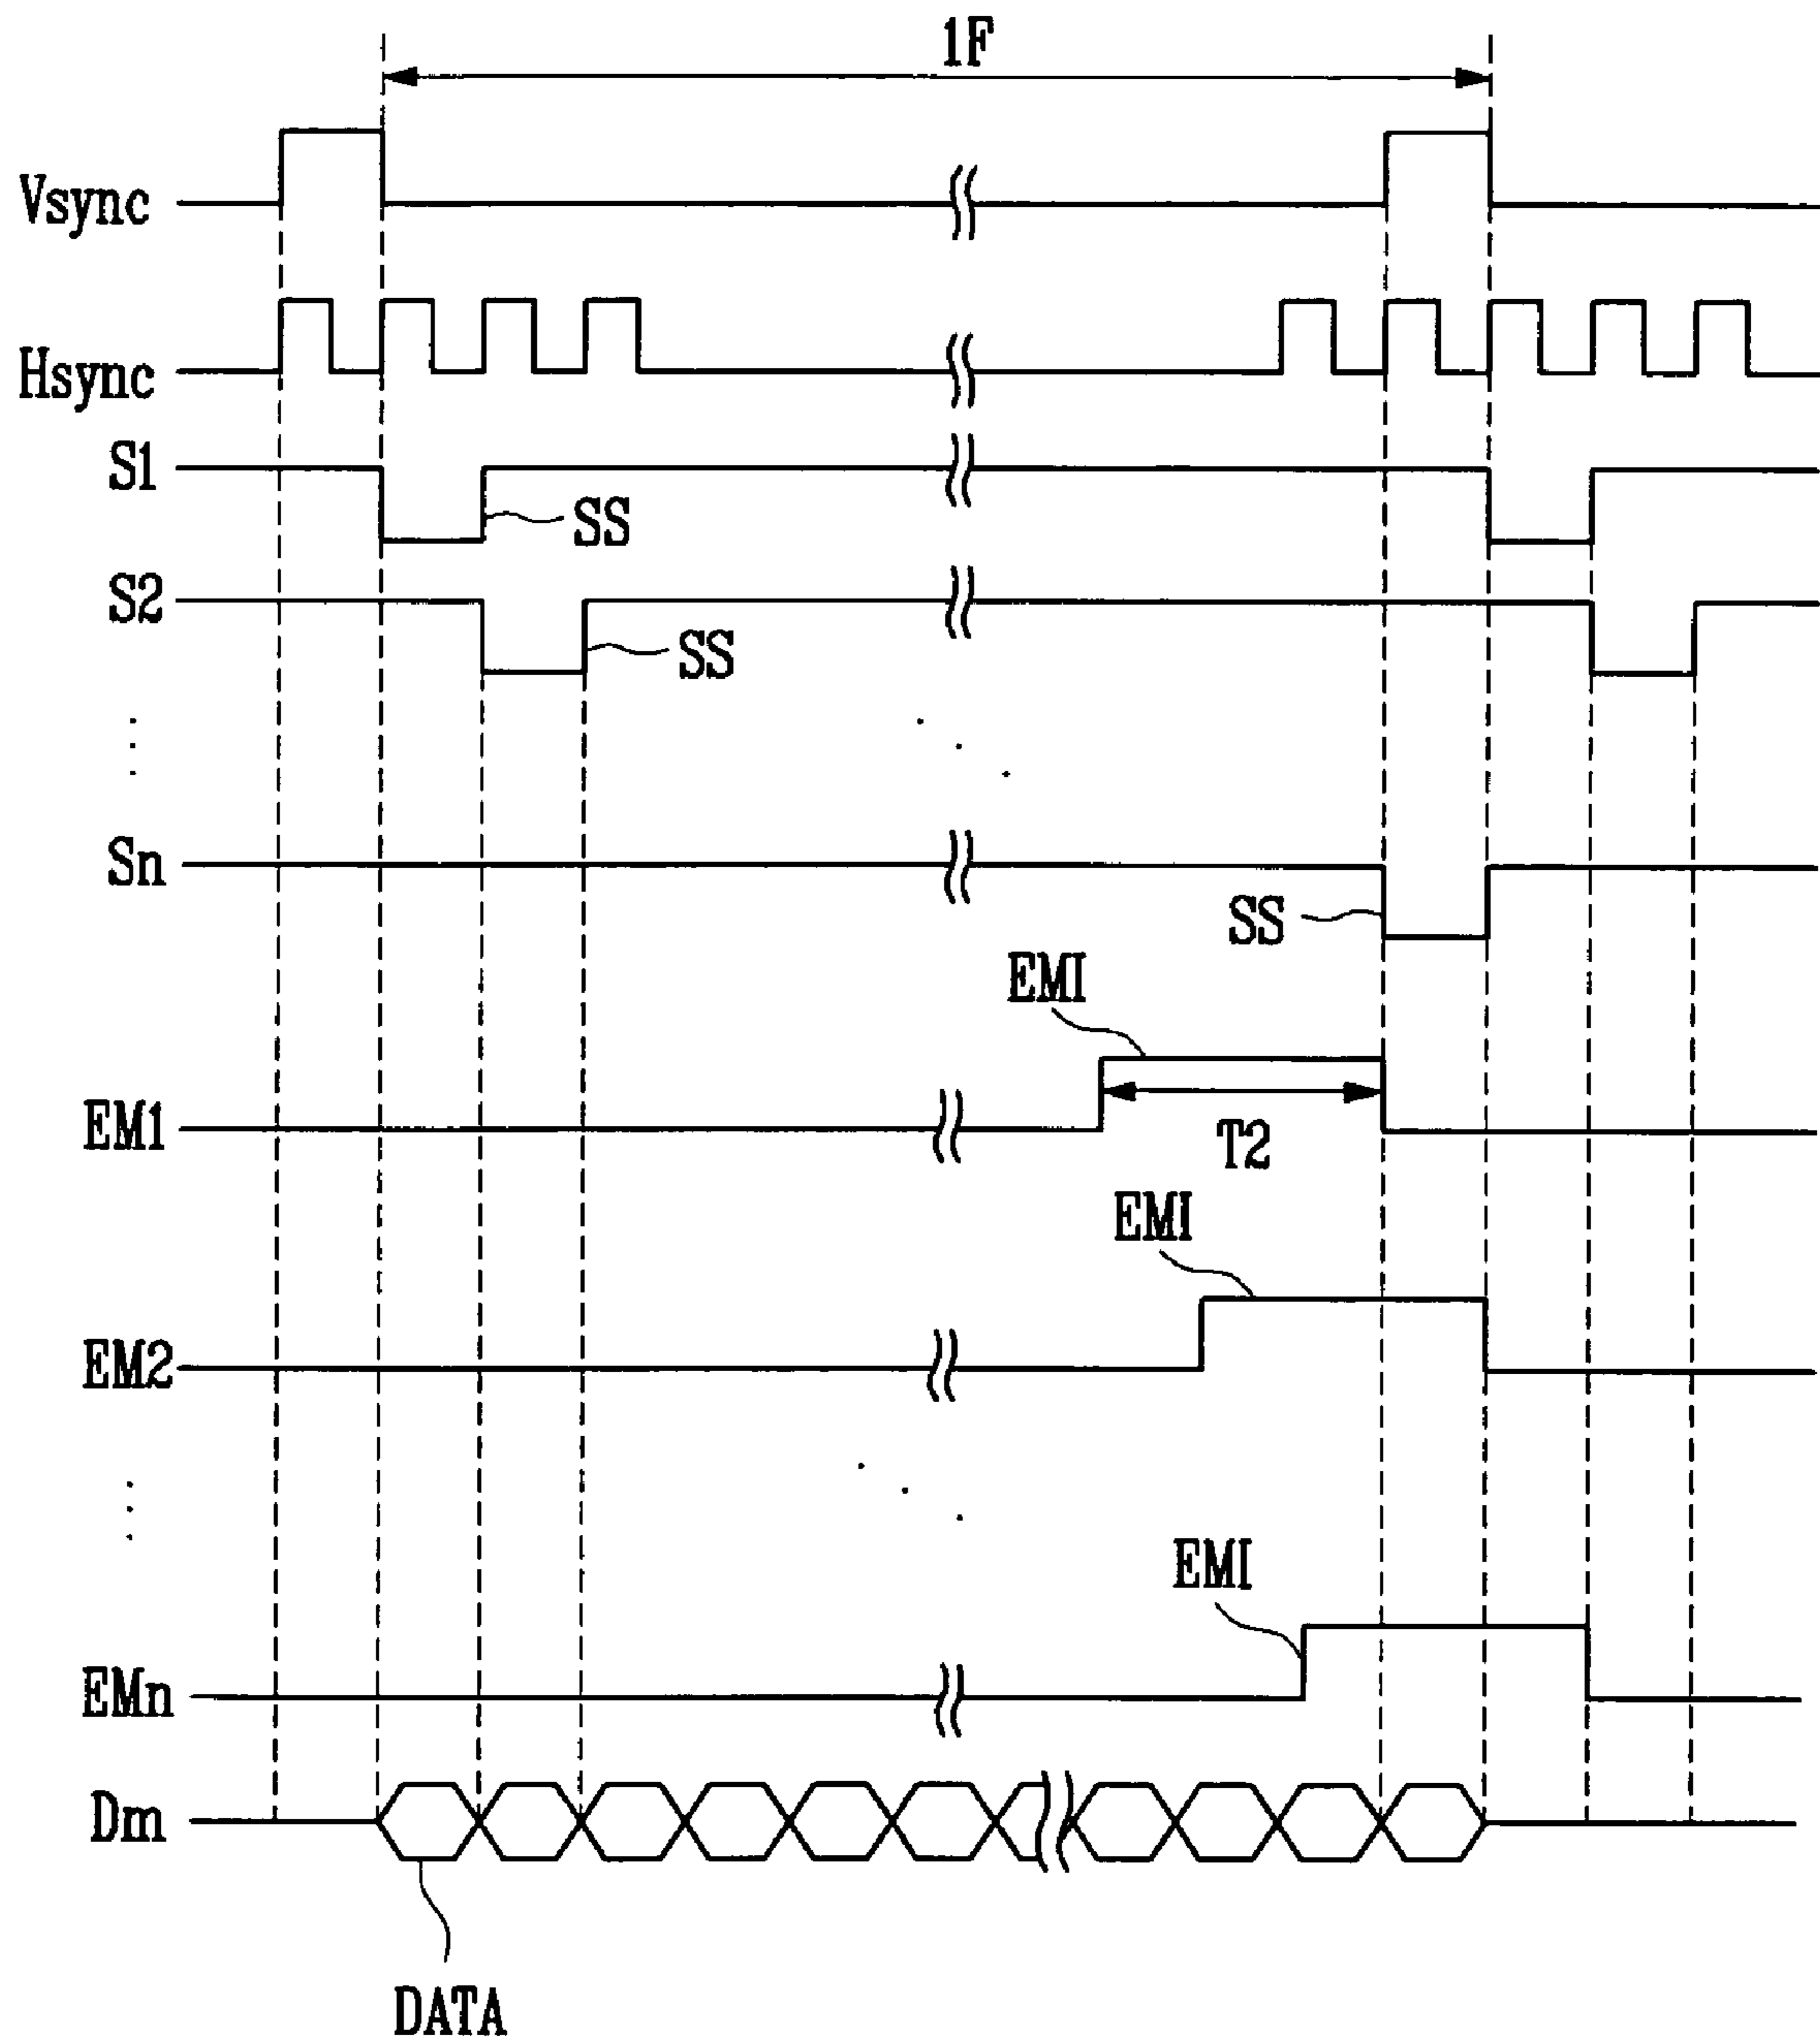 1F
Vsync
Hsync
S1
SS
S2
SS
Sn
SS
EMI
EM1
T2
EMI
EM2
EMI
EMn
Dm
DATA